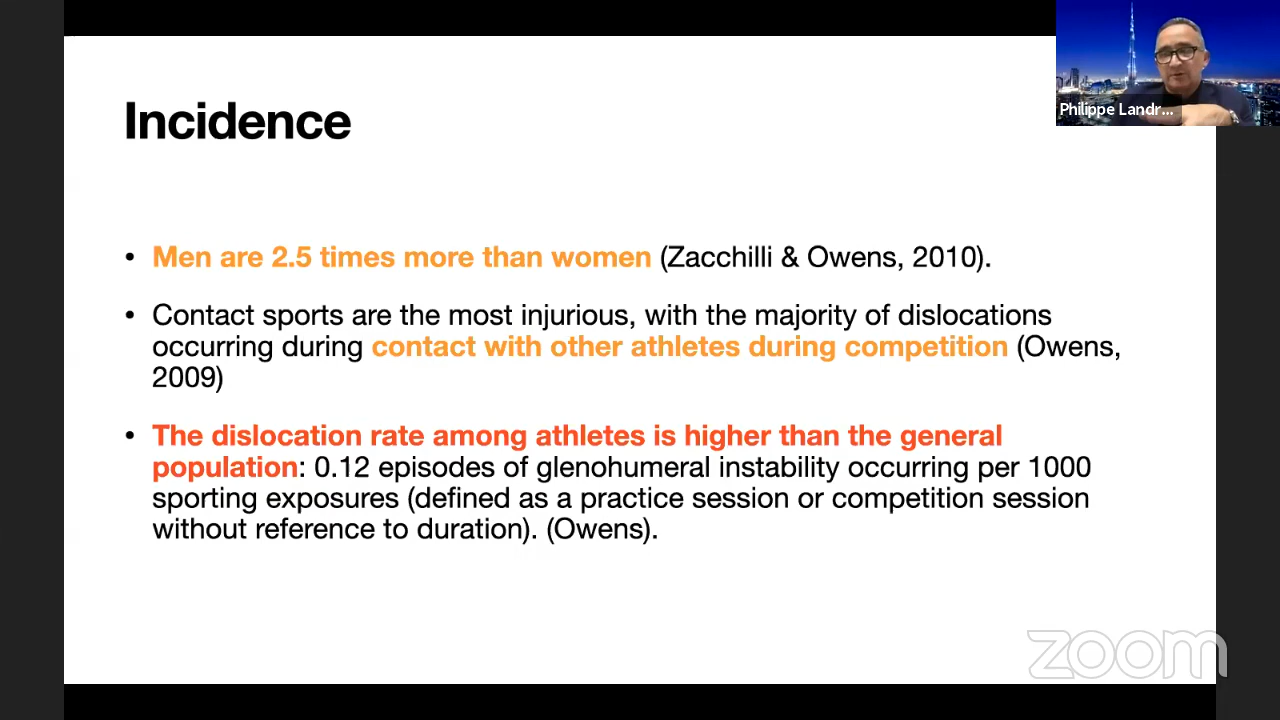 Philippe Landr...
Incidence
• Men are 2.5 times more than women (Zacchilli & Owens, 2010).
• Contact sports are the most injurious, with the majority of dislocations
occurring during contact with other athletes during competition (Owens,
2009)
• The dislocation rate among athletes is higher than the general
population: 0.12 episodes of glenohumeral instability occurring per 1000
sporting exposures (defined as a practice session or competition session
without reference to duration). (Owens).
zoom